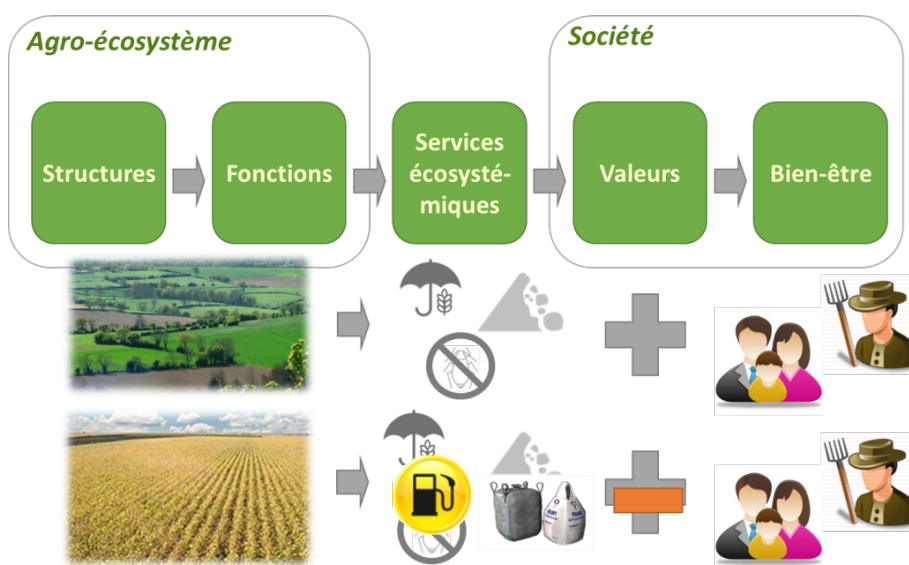 Agro-écosystème
Société
Structures
Fonctions
Services
écosysté-
miques
Valeurs
Bien-être